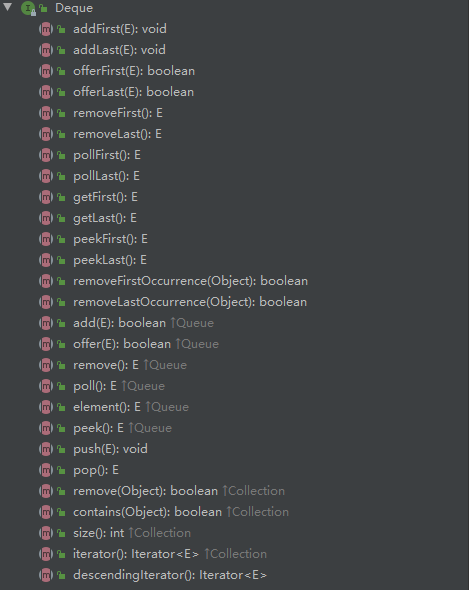 Deque
addFirst(E): void
addLast(E): void
offerFirst(E): boolean
offerLast(E): boolean
removeFirst(): E
removeLast(): E
pollFirst(): E
pollLast(): E
getFirst(): E
getLast(): E
peekFirst(): E
peekLast(): E
removeFirstOccurrence(Object): boolean
removeLastOccurrence(Object): boolean
add(E): boolean ↑Queue
offer(E): boolean ↑Queue
remove(): E ↑Queue
poll(): E ↑Queue
element(): E ↑Queue
peek(): E ↑Queue
push(E): void
pop(): E
remove(Object): boolean ↑Collection
contains(Object): boolean ↑Collection
size(): int ↑Collection
iterator(): Iterator<E> ↑Collection
descendingIterator(): Iterator<E>